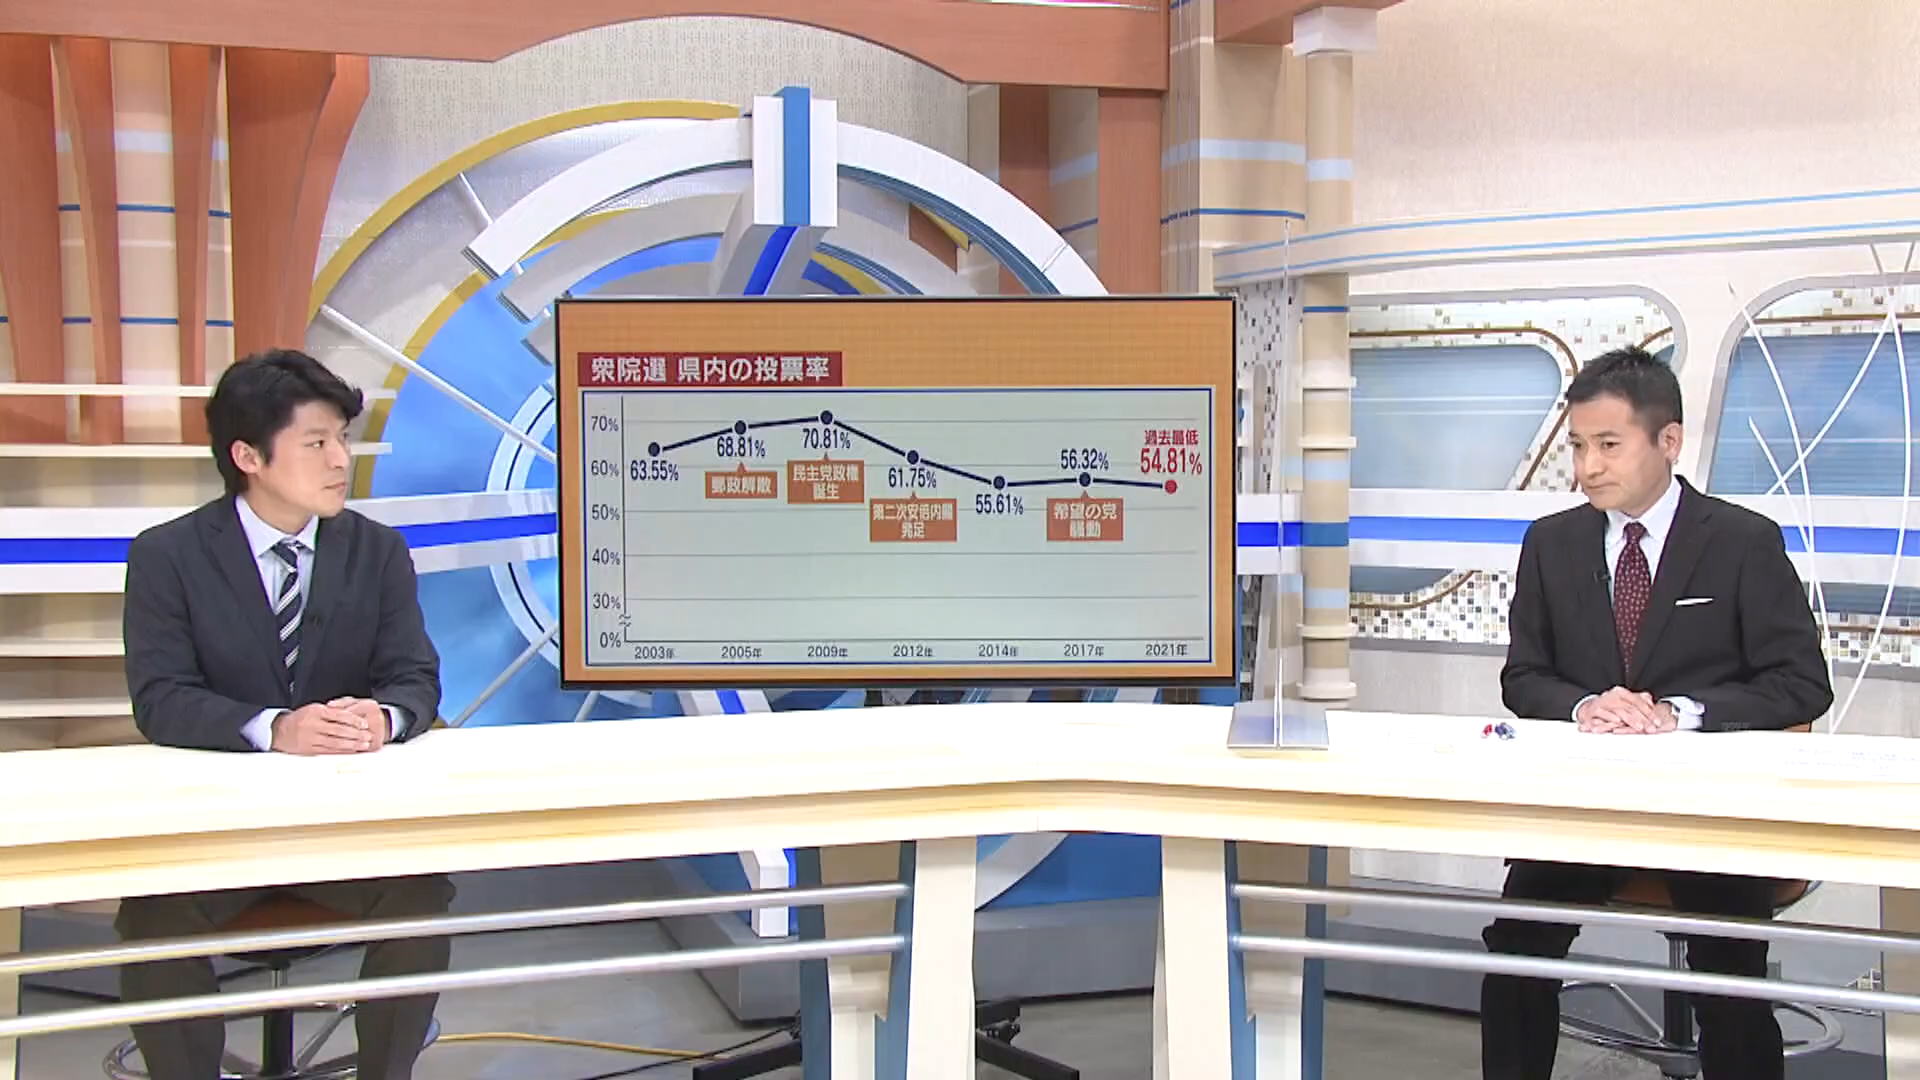 衆院選 県内の投票率
70%
60%
50%
40%
30%
0%
63.55%
68.81%
郵政解散
70.81%
民主党政権
誕生
61.75%
第二次安倍内閣
発足
55.61%
56.32%
希望の党
騒動
過去最低
54.81%
2003年
2005年
2009年
2012年
2014年
2017年
2021年